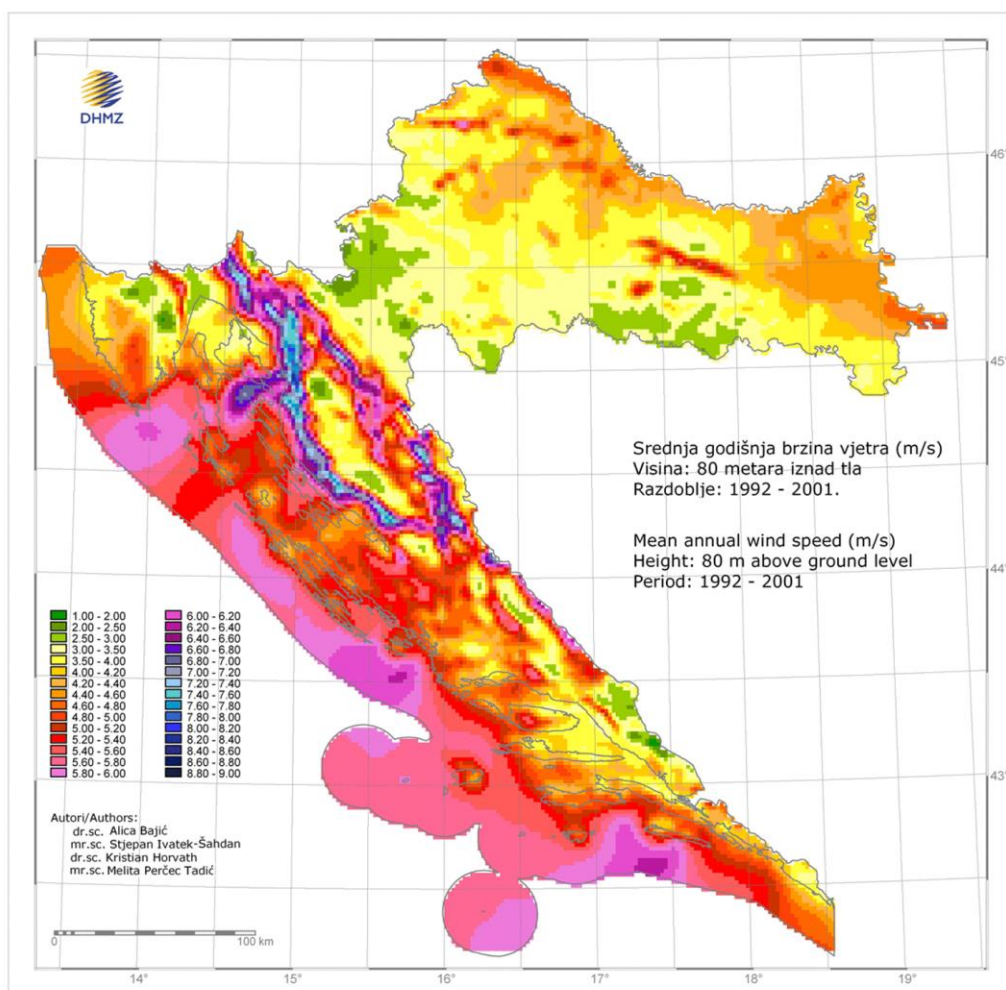 DHMZ
46°
45°
Srednja godišnja brzina vjetra (m/s)
Visina: 80 metara iznad tla
Razdoblje: 1992 - 2001.
Mean annual wind speed (m/s)
Height: 80 m above ground level
Period: 1992 - 2001
44°
1.00 - 2.00
2.00 - 2.50
2.50 - 3.00
3.00 - 3.50
3.50 - 4.00
4.00 - 4.20
4.20 - 4.40
4.40 - 4.60
4.60 - 4.80
4.80 - 5.00
5.00 - 5.20
5.20 - 5.40
5.40 - 5.60
5.60 - 5.80
5.80 - 6.00
6.00 - 6.20
6.20 - 6.40
6.40 - 6.60
6.60 - 6.80
6.80 - 7.00
7.00 - 7.20
7.20 - 7.40
7.40 - 7.60
7.60 - 7.80
7.80 - 8.00
8.00 - 8.20
8.20 - 8.40
8.40 - 8.60
8.60 - 8.80
8.80 - 9.00
43°
Autori/Authors:
dr.sc. Alica Bajić
mr.sc. Stjepan Ivatek-Šahdan
dr.sc. Kristian Horvath
mr.sc. Melita Perčec Tadić
0 100 km
14° 15° 16° 17° 18° 19°